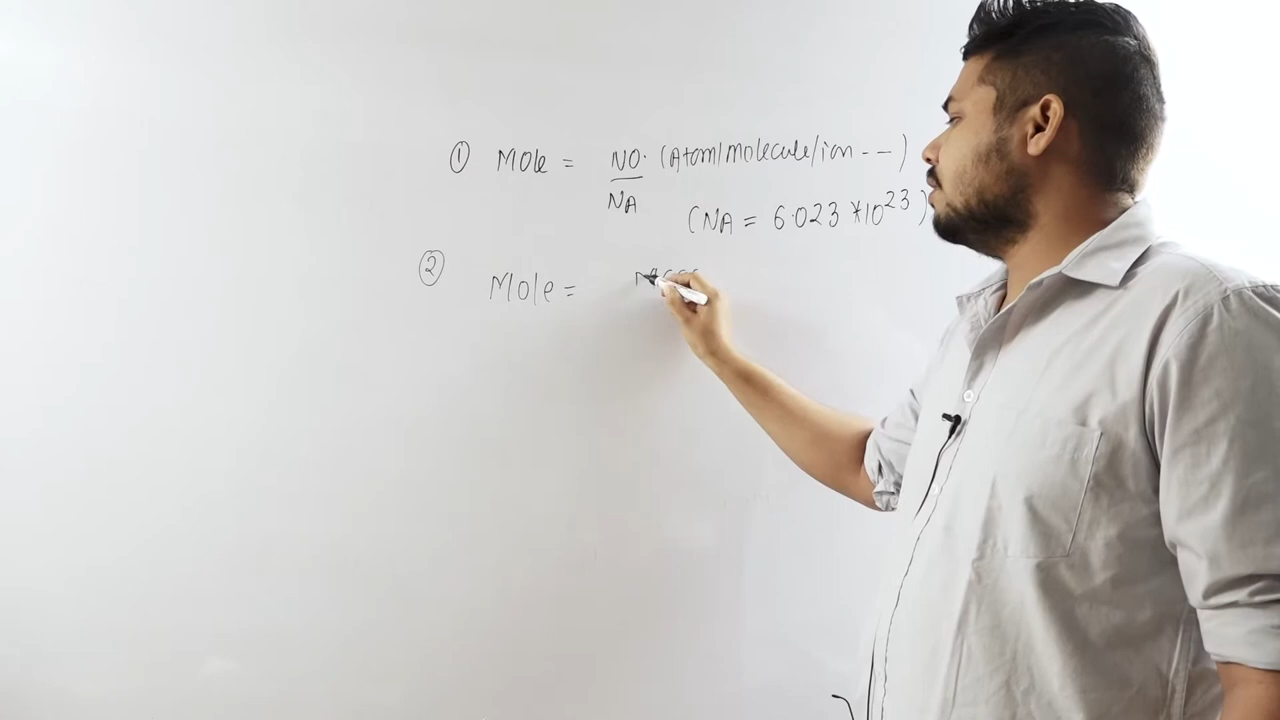 ① Mole = NO. (Atom/molecule/ion --)
NA
(NA = 6.023 *10^23)
② Mole =